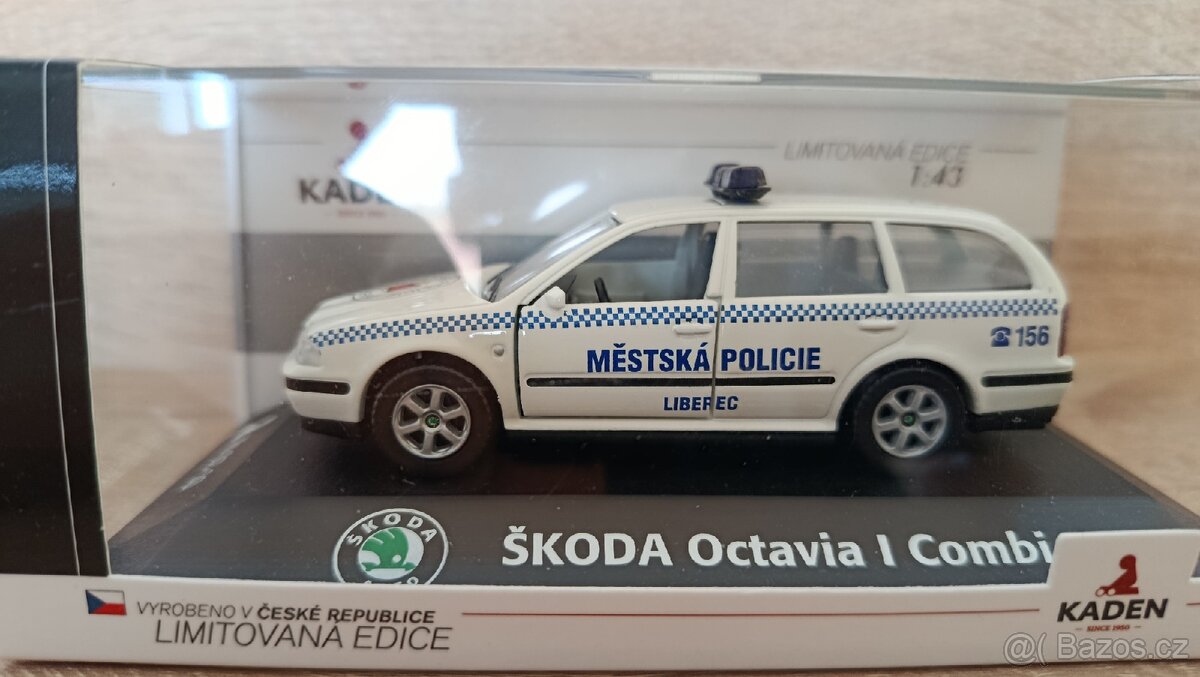 LIMITOVANÁ EDICE
1:43
KADEN
MĚSTSKÁ POLICIE
LIBEREC
☎ 156
ŠKODA
ŠKODA Octavia I Combi
VYROBENO V ČESKÉ REPUBLICE
LIMITOVANÁ EDICE
KADEN
SINCE 1950
@( Bazos.cz